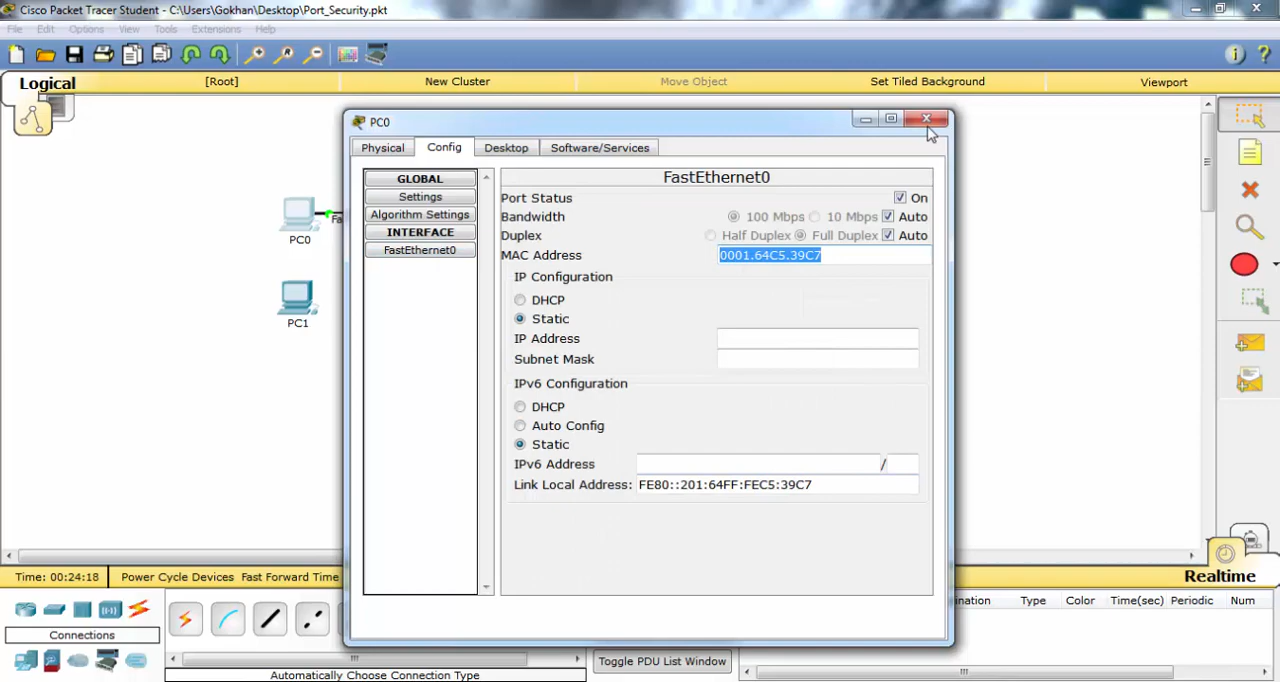 Cisco Packet Tracer Student - C:\Users\Gokhan\Desktop\Port_Security.pkt
File Edit Options View Tools Extensions Help
Logical [Root] New Cluster Move Object Set Tiled Background Viewport
PC0
Physical Config Desktop Software/Services
GLOBAL
Settings
Algorithm Settings
INTERFACE
FastEthernet0
FastEthernet0
Port Status On
Bandwidth 100 Mbps 10 Mbps Auto
Duplex Half Duplex Full Duplex Auto
MAC Address 0001.64C5.39C7
IP Configuration
DHCP
Static
IP Address
Subnet Mask
IPv6 Configuration
DHCP
Auto Config
Static
IPv6 Address /
Link Local Address: FE80::201:64FF:FEC5:39C7
Fa
PC0
PC1
Time: 00:24:18 Power Cycle Devices Fast Forward Time
Realtime
Connections
Automatically Choose Connection Type
Toggle PDU List Window
ination Type Color Time(sec) Periodic Num